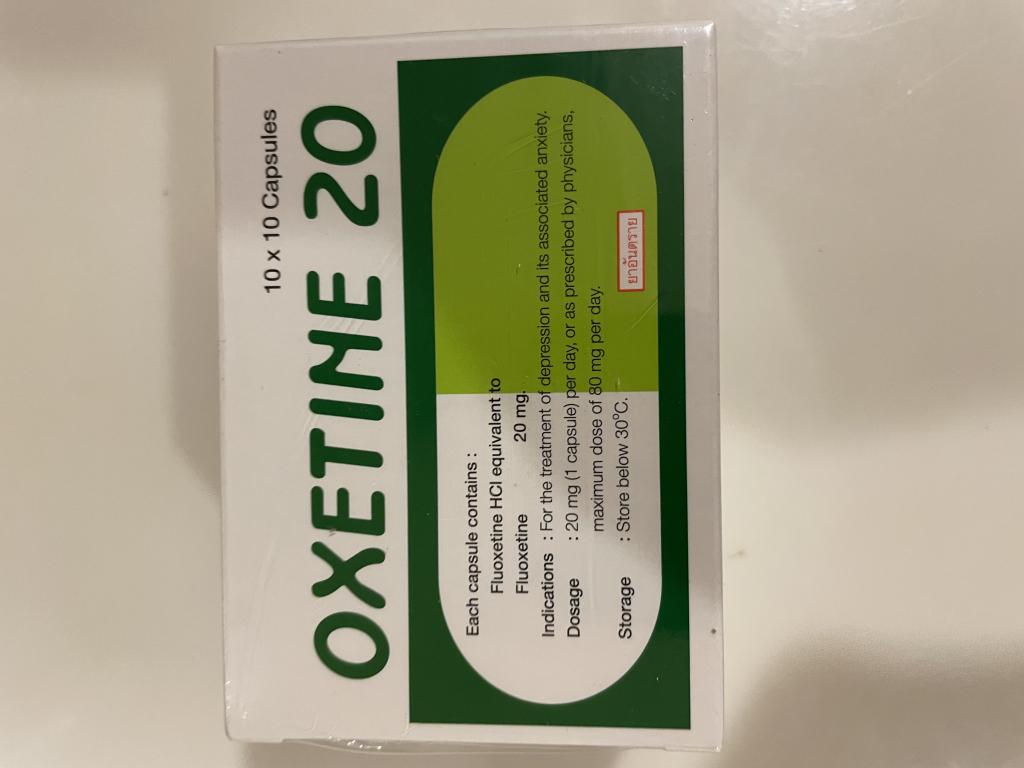 10 x 10 Capsules
OXETINE 20
Each capsule contains :
Fluoxetine HCl equivalent to
Fluoxetine 20 mg.
Indications : For the treatment of depression and its associated anxiety.
Dosage : 20 mg (1 capsule) per day, or as prescribed by physicians,
maximum dose of 80 mg per day.
Storage : Store below 30°C.
ยาอันตราย